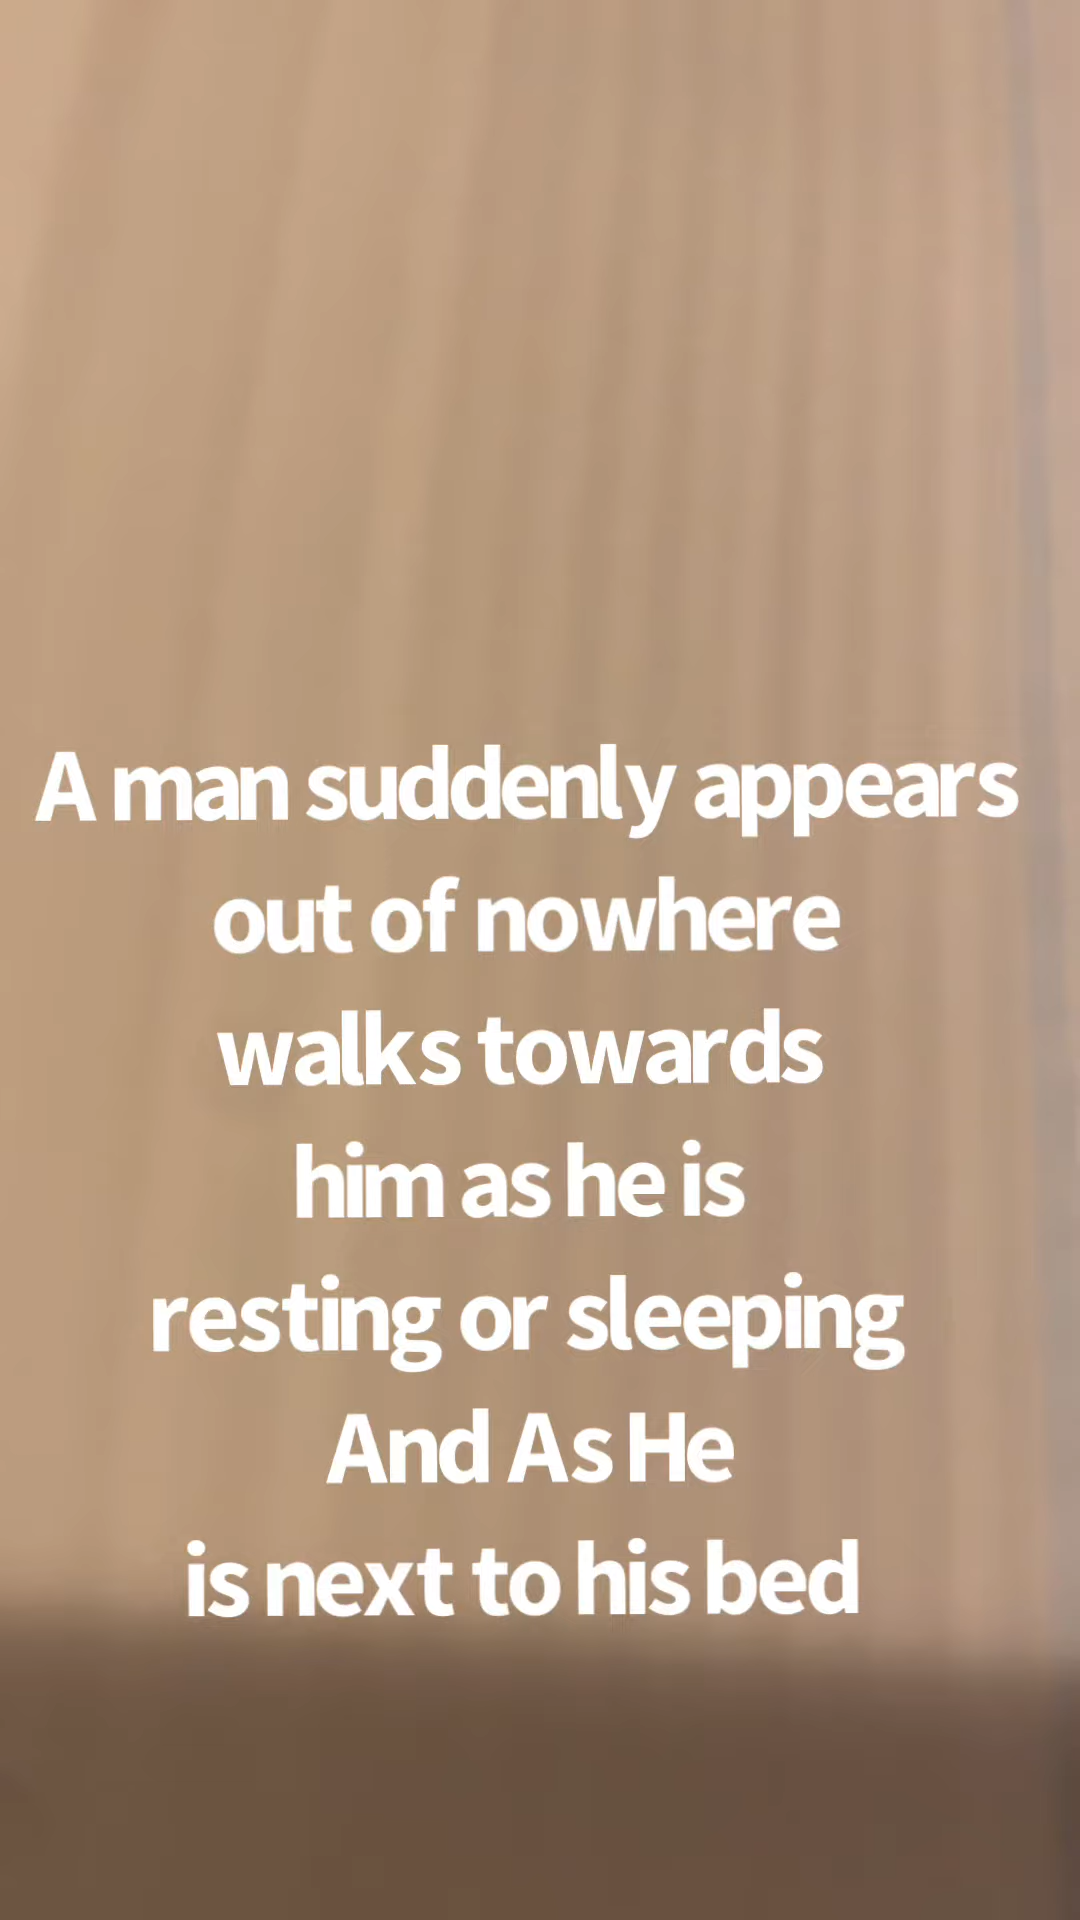 A man suddenly appears
out of nowhere
walks towards
him as he is
resting or sleeping
And As He
is next to his bed